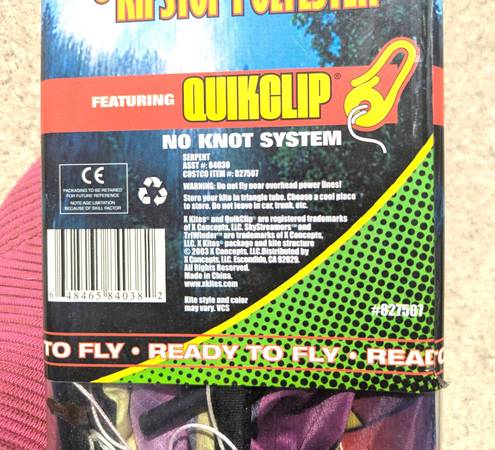 RIPSTOP POLYESTER
FEATURING QUIKCLIP®
NO KNOT SYSTEM
SERPENT
ASST #: 84030
COSTCO ITEM #: 827507
WARNING: Do not fly near overhead power lines!
Store your kite in triangle tube. Choose a cool place
to store. Do not leave in car, trunk, etc.
X Kites® and QuikClip® are registered trademarks
of X Concepts, LLC. SkyStreamers™ and
TriWinder™ are trademarks of X Concepts,
LLC. X Kites® package and kite structure
© 2003 X Concepts, LLC.Distributed by
X Concepts, LLC. Escondido, CA 92029.
All Rights Reserved.
Made in China.
www.xkites.com
Kite style and color
may vary. VCS
CE
PACKAGING TO BE RETAINED
FOR FUTURE REFERENCE
NOTE AGE LIMITATION
BECAUSE OF SKILL FACTOR
6 48465 84038 2
#827507
TO FLY • READY TO FLY • READ